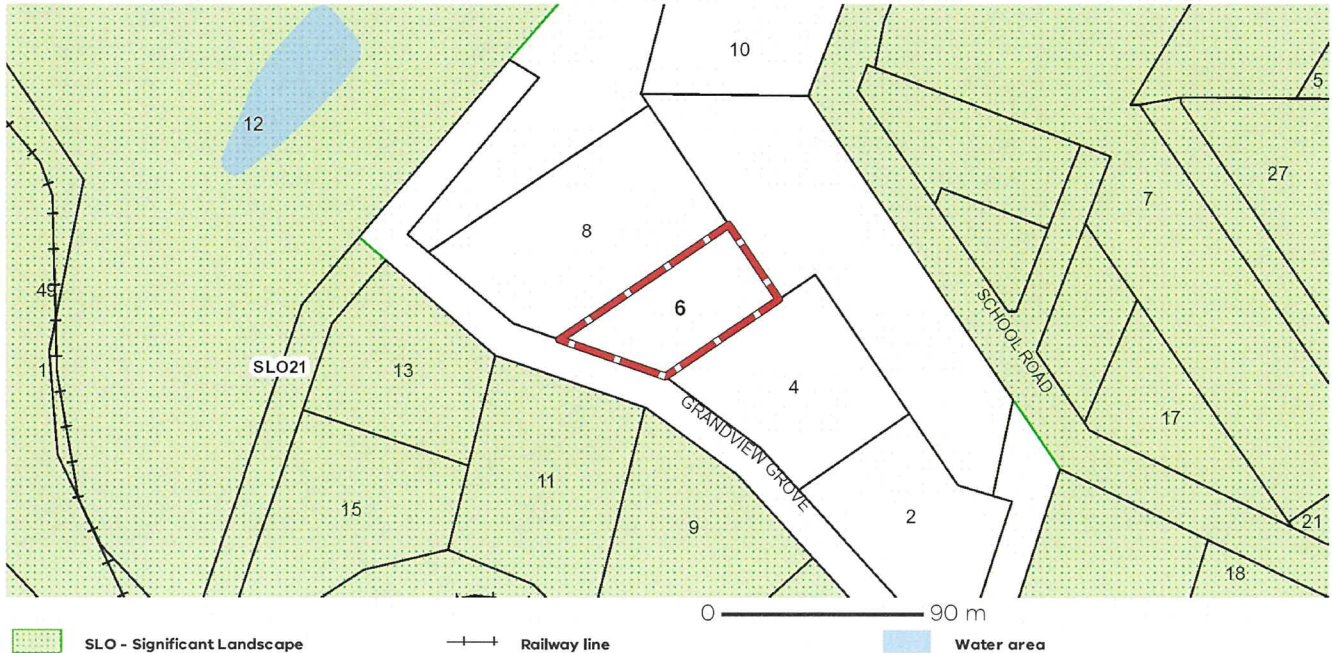 10
5
12
27
7
8
49
6
SCHOOL ROAD
SLO21
13
1
4
17
GRANDVIEW GROVE
11
15
9
2
21
18
0 90 m
SLO - Significant Landscape
Railway line
Water area